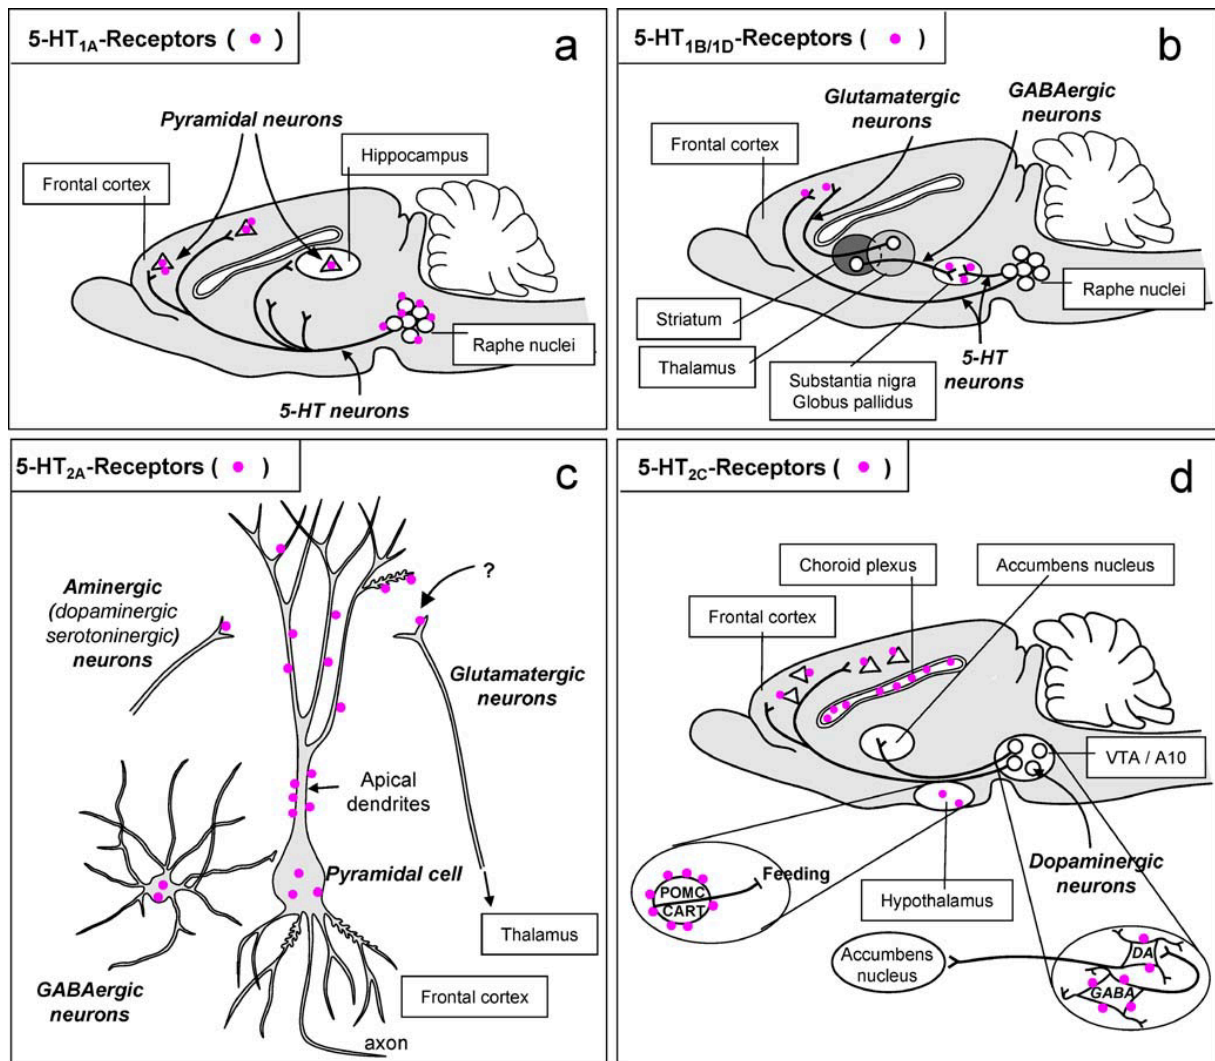 5-HT1A-Receptors ( )
a
Pyramidal neurons
Hippocampus
Frontal cortex
Raphe nuclei
5-HT neurons
5-HT1B/1D-Receptors ( )
b
Glutamatergic
neurons
GABAergic
neurons
Frontal cortex
Raphe nuclei
Striatum
Thalamus
5-HT
neurons
Substantia nigra
Globus pallidus
5-HT2A-Receptors ( )
c
?
Aminergic
(dopaminergic
serotoninergic)
neurons
Glutamatergic
neurons
Apical
dendrites
Pyramidal cell
Thalamus
GABAergic
neurons
Frontal cortex
axon
5-HT2C-Receptors ( )
d
Choroid plexus
Accumbens nucleus
Frontal cortex
VTA / A10
Dopaminergic
neurons
Feeding
POMC
CART
Hypothalamus
Accumbens
nucleus
DA
GABA